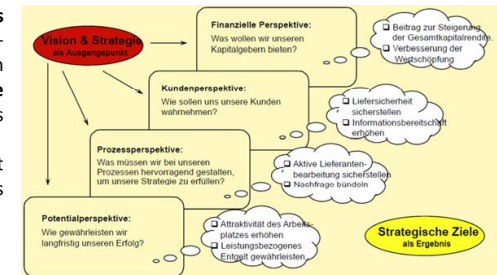 Vision & Strategie
als Ausgangspunkt
Finanzielle Perspektive:
Was wollen wir unseren
Kapitalgebern bieten?
Beitrag zur Steigerung
der Gesamtkapitalrendite.
Verbesserung der
Wertschöpfung
Kundenperspektive:
Wie sollen uns unsere Kunden
wahrnehmen?
Liefersicherheit
sicherstellen
Informationsbereitschaft
erhöhen
Prozessperspektive:
Was müssen wir bei unseren
Prozessen hervorragend gestalten,
um unsere Strategie zu erfüllen?
Aktive Lieferanten-
bearbeitung sicherstellen
Nachfrage bündeln
Potentialperspektive:
Wie gewährleisten wir
langfristig unseren Erfolg?
Attraktivität des Arbeits-
platzes erhöhen
Leistungsbezogenes
Entgelt gewährleisten
Strategische Ziele
als Ergebnis